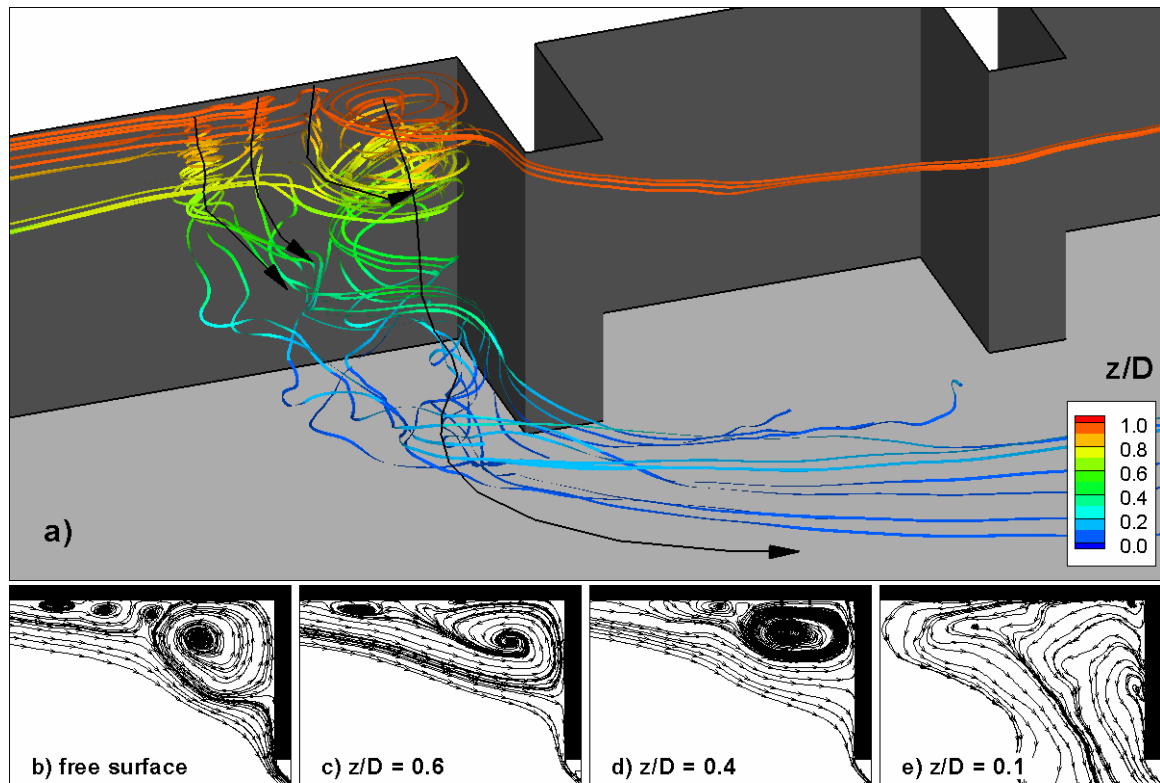 z/D
1.0
0.8
0.6
0.4
0.2
0.0
a)
b) free surface
c) z/D = 0.6
d) z/D = 0.4
e) z/D = 0.1